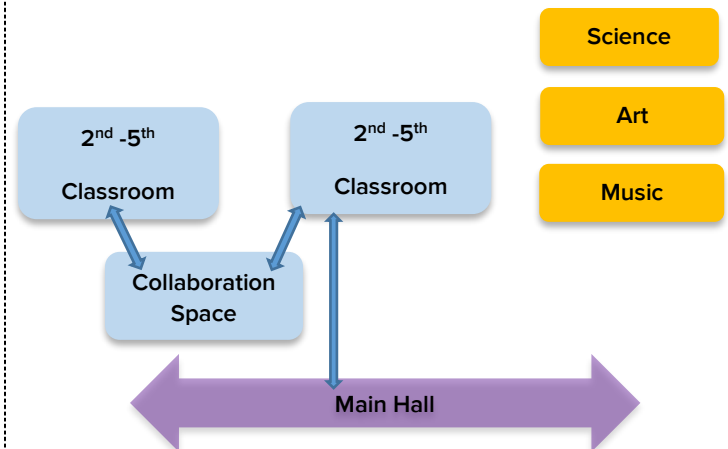 Science
2nd -5th
Classroom
2nd -5th
Classroom
Art
Music
Collaboration
Space
Main Hall